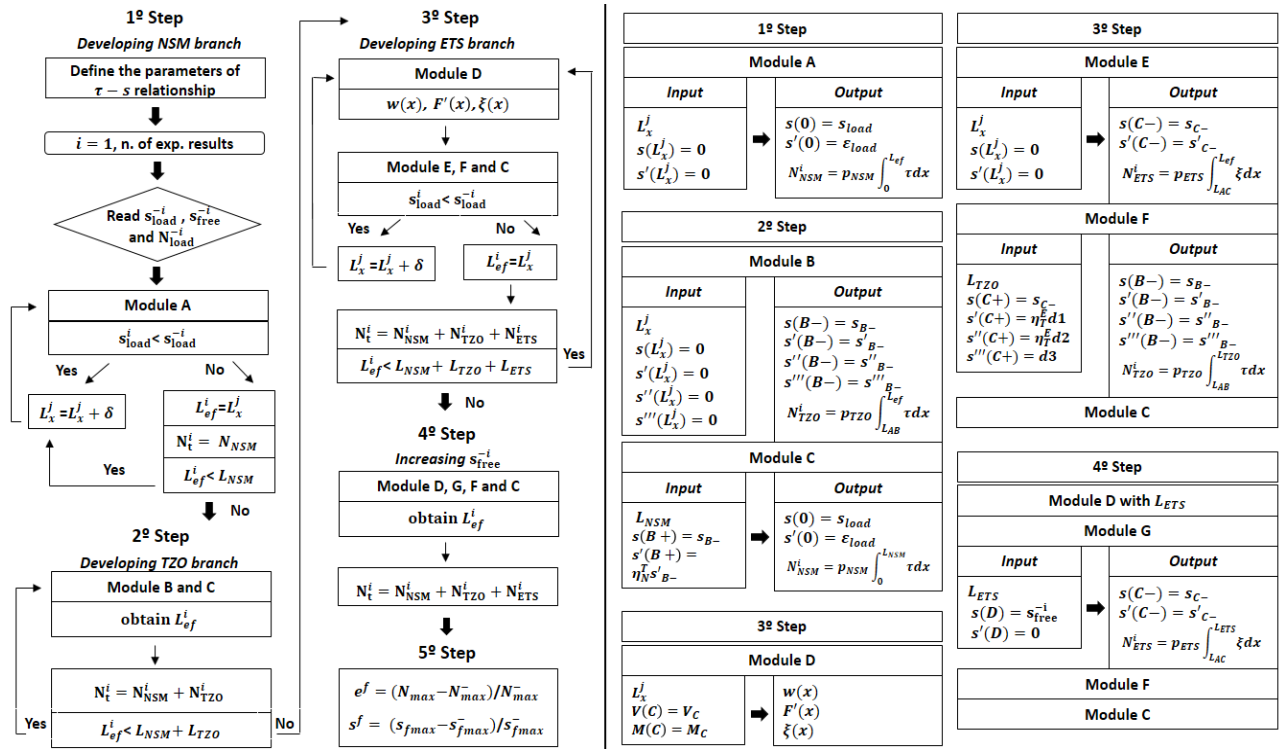 1º Step
Developing NSM branch
Define the parameters of
τ − s relationship
i = 1, n. of exp. results
Read s̄_load^{-i} , s_free^{-i}
and N_load^{-i}
Module A
s_load^i < s_load^{-i}
Yes
No
L_x^j =L_x^j + δ
L_ef^i=L_x^j
N_t^i = N_NSM
L_ef^i< L_NSM
Yes
No
2º Step
Developing TZO branch
Module B and C
obtain L_ef^i
N_t^i = N_NSM^i + N_TZO^i
L_ef^i< L_NSM + L_TZO
Yes
No
3º Step
Developing ETS branch
Module D
w(x), F'(x), ξ(x)
Module E, F and C
s_load^i < s_load^{-i}
Yes
No
L_x^j =L_x^j + δ
L_ef^i=L_x^j
N_t^i = N_NSM^i + N_TZO^i + N_ETS^i
L_ef^i< L_NSM + L_TZO + L_ETS
Yes
No
4º Step
Increasing s_free^{-i}
Module D, G, F and C
obtain L_ef^i
N_t^i = N_NSM^i + N_TZO^i + N_ETS^i
5º Step
e^f = (N_max−N_max^-)/N_max^-
s^f = (s_fmax−s_fmax^-)/s_fmax^-
1º Step
Module A
Input
L_x^j
s(L_x^j) = 0
s'(L_x^j) = 0
Output
s(0) = s_load
s'(0) = ε_load
N_NSM^i = p_NSM ∫_0^{L_ef} τdx
2º Step
Module B
Input
L_x^j
s(L_x^j) = 0
s'(L_x^j) = 0
s''(L_x^j) = 0
s'''(L_x^j) = 0
Output
s(B−) = s_B−
s'(B−) = s'_B−
s''(B−) = s''_B−
s'''(B−) = s'''_B−
N_TZO^i = p_TZO ∫_{L_AB}^{L_ef} τdx
Module C
Input
L_NSM
s(B +) = s_B−
s'(B +) =
η_N^T s'_B−
Output
s(0) = s_load
s'(0) = ε_load
N_NSM^i = p_NSM ∫_0^{L_NSM} τdx
3º Step
Module D
L_x^j
V(C) = V_C
M(C) = M_C
w(x)
F'(x)
ξ(x)
3º Step
Module E
Input
L_x^j
s(L_x^j) = 0
s'(L_x^j) = 0
Output
s(C−) = s_C−
s'(C−) = s'_C−
N_ETS^i = p_ETS ∫_{L_AC}^{L_ef} ξdx
Module F
Input
L_TZO
s(C+) = s_C−
s'(C+) = η_T^E d1
s''(C+) = η_T^E d2
s'''(C+) = d3
Output
s(B−) = s_B−
s'(B−) = s'_B−
s''(B−) = s''_B−
s'''(B−) = s'''_B−
N_TZO^i = p_TZO ∫_{L_AB}^{L_TZO} τdx
Module C
4º Step
Module D with L_ETS
Module G
Input
L_ETS
s(D) = s_free^{-i}
s'(D) = 0
Output
s(C−) = s_C−
s'(C−) = s'_C−
N_ETS^i = p_ETS ∫_{L_AC}^{L_ETS} ξdx
Module F
Module C